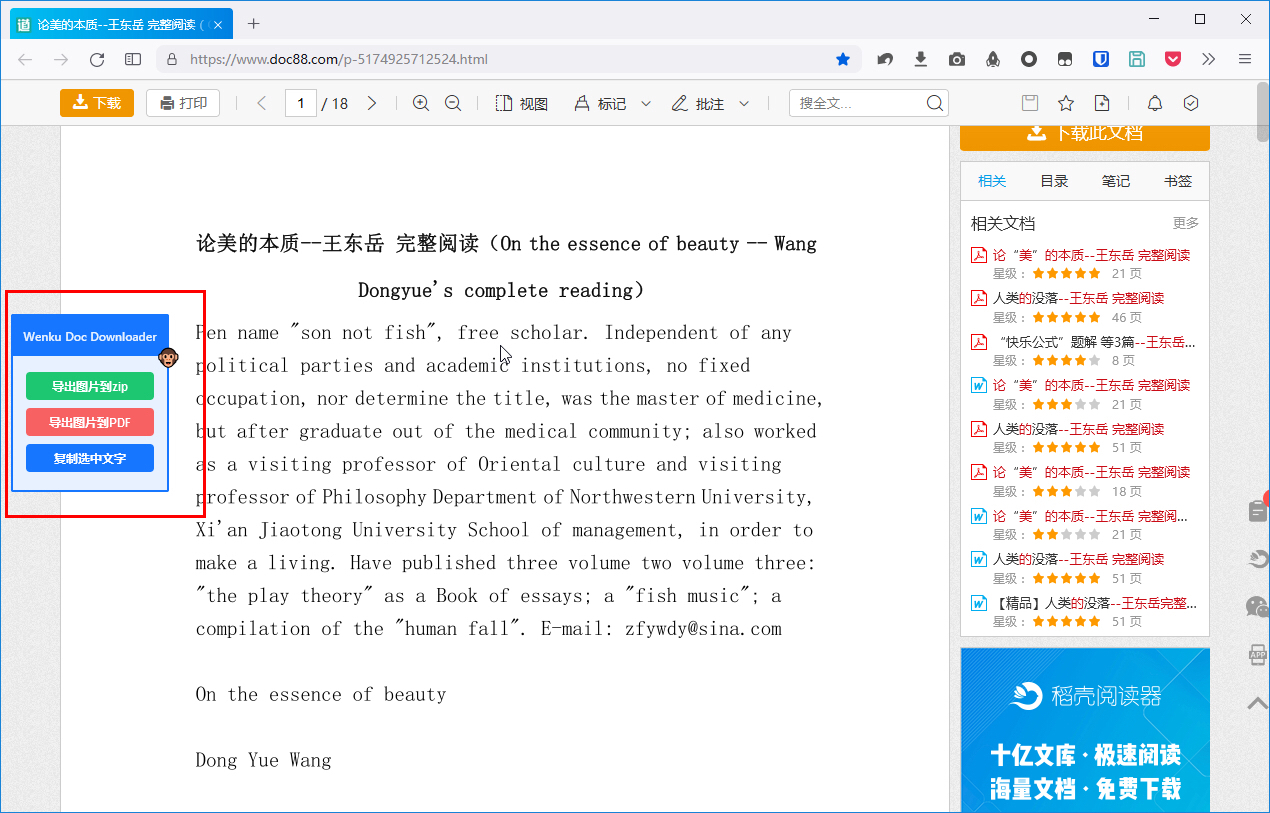 论美的本质--王东岳 完整阅读（
https://www.doc88.com/p-5174925712524.html
下载
打印
1 / 18
视图
标记
批注
搜全文...
论美的本质--王东岳 完整阅读（On the essence of beauty -- Wang
Dongyue's complete reading）
Pen name "son not fish", free scholar. Independent of any
political parties and academic institutions, no fixed
occupation, nor determine the title, was the master of medicine,
but after graduate out of the medical community; also worked
as a visiting professor of Oriental culture and visiting
professor of Philosophy Department of Northwestern University,
Xi'an Jiaotong University School of management, in order to
make a living. Have published three volume two volume three:
"the play theory" as a Book of essays; a "fish music"; a
compilation of the "human fall". E-mail: zfywdy@sina.com
On the essence of beauty
Dong Yue Wang
Wenku Doc Downloader
导出图片到zip
导出图片到PDF
复制选中文字
下载此文档
相关
目录
笔记
书签
相关文档
更多
论“美”的本质--王东岳 完整阅读
星级： 21 页
人类的没落--王东岳 完整阅读
星级： 46 页
“快乐公式”题解 等3篇--王东岳...
星级： 8 页
论“美”的本质--王东岳 完整阅读
星级： 21 页
人类的没落--王东岳 完整阅读
星级： 51 页
论“美”的本质--王东岳 完整阅读
星级： 18 页
论“美”的本质--王东岳 完整阅...
星级： 21 页
人类的没落--王东岳 完整阅读
星级： 51 页
【精品】人类的没落--王东岳完整...
星级： 51 页
稻壳阅读器
十亿文库·极速阅读
海量文档·免费下载
APP